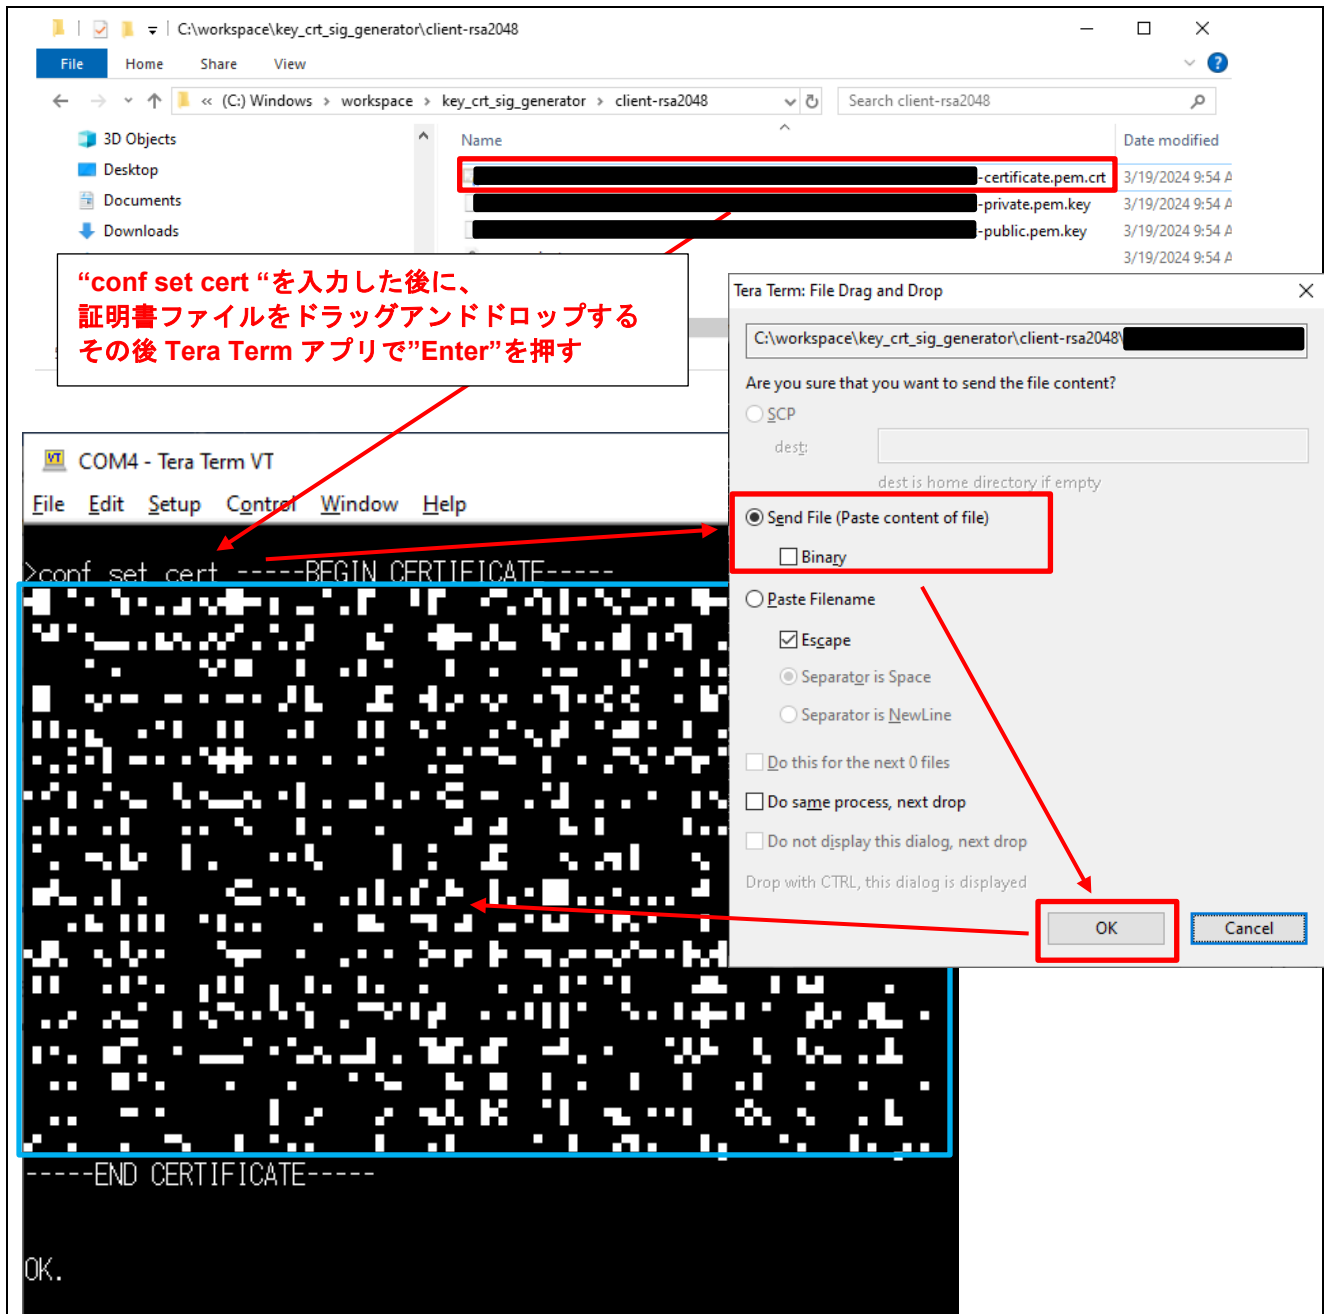 C:\workspace\key_crt_sig_generator\client-rsa2048
File Home Share View
« (C:) Windows › workspace › key_crt_sig_generator › client-rsa2048
Search client-rsa2048
3D Objects
Desktop
Documents
Downloads
Name
Date modified
-certificate.pem.crt 3/19/2024 9:54 A
-private.pem.key 3/19/2024 9:54 A
-public.pem.key 3/19/2024 9:54 A
3/19/2024 9:54 A
“conf set cert “を入力した後に、
証明書ファイルをドラッグアンドドロップする
その後 Tera Term アプリで”Enter”を押す
Tera Term: File Drag and Drop
C:\workspace\key_crt_sig_generator\client-rsa2048\
Are you sure that you want to send the file content?
SCP
dest:
dest is home directory if empty
Send File (Paste content of file)
Binary
Paste Filename
Escape
Separator is Space
Separator is NewLine
Do this for the next 0 files
Do same process, next drop
Do not display this dialog, next drop
Drop with CTRL, this dialog is displayed
OK Cancel
COM4 - Tera Term VT
File Edit Setup Control Window Help
>conf set cert -----BEGIN CERTIFICATE-----
-----END CERTIFICATE-----
OK.